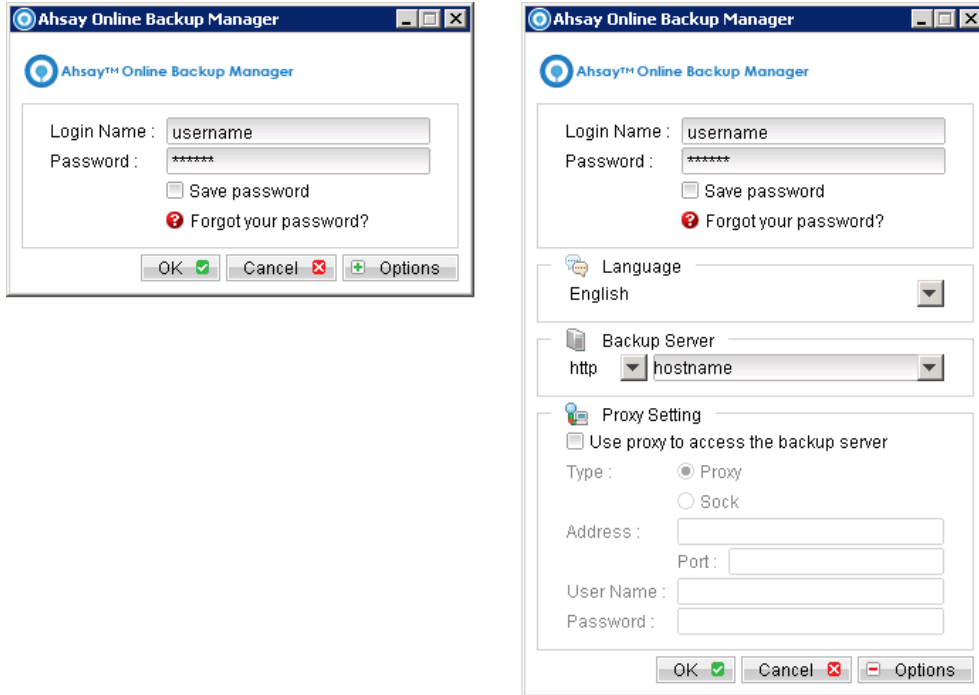 Ahsay Online Backup Manager
Ahsay™ Online Backup Manager
Login Name : username
Password : ******
Save password
Forgot your password?
OK Cancel Options
Ahsay Online Backup Manager
Ahsay™ Online Backup Manager
Login Name : username
Password : ******
Save password
Forgot your password?
Language
English
Backup Server
http hostname
Proxy Setting
Use proxy to access the backup server
Type : Proxy
Sock
Address :
Port :
User Name :
Password :
OK Cancel Options